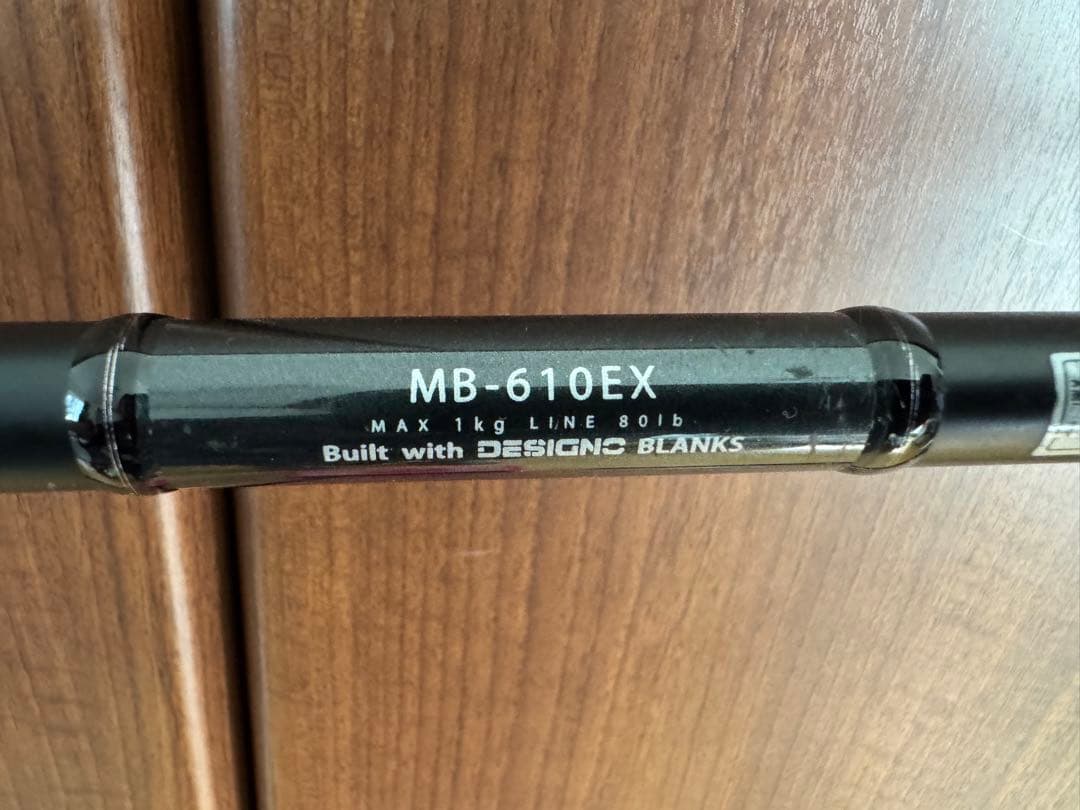 MB-610EX
MAX 1kg LINE 80lb
Built with DESIGNO BLANKS